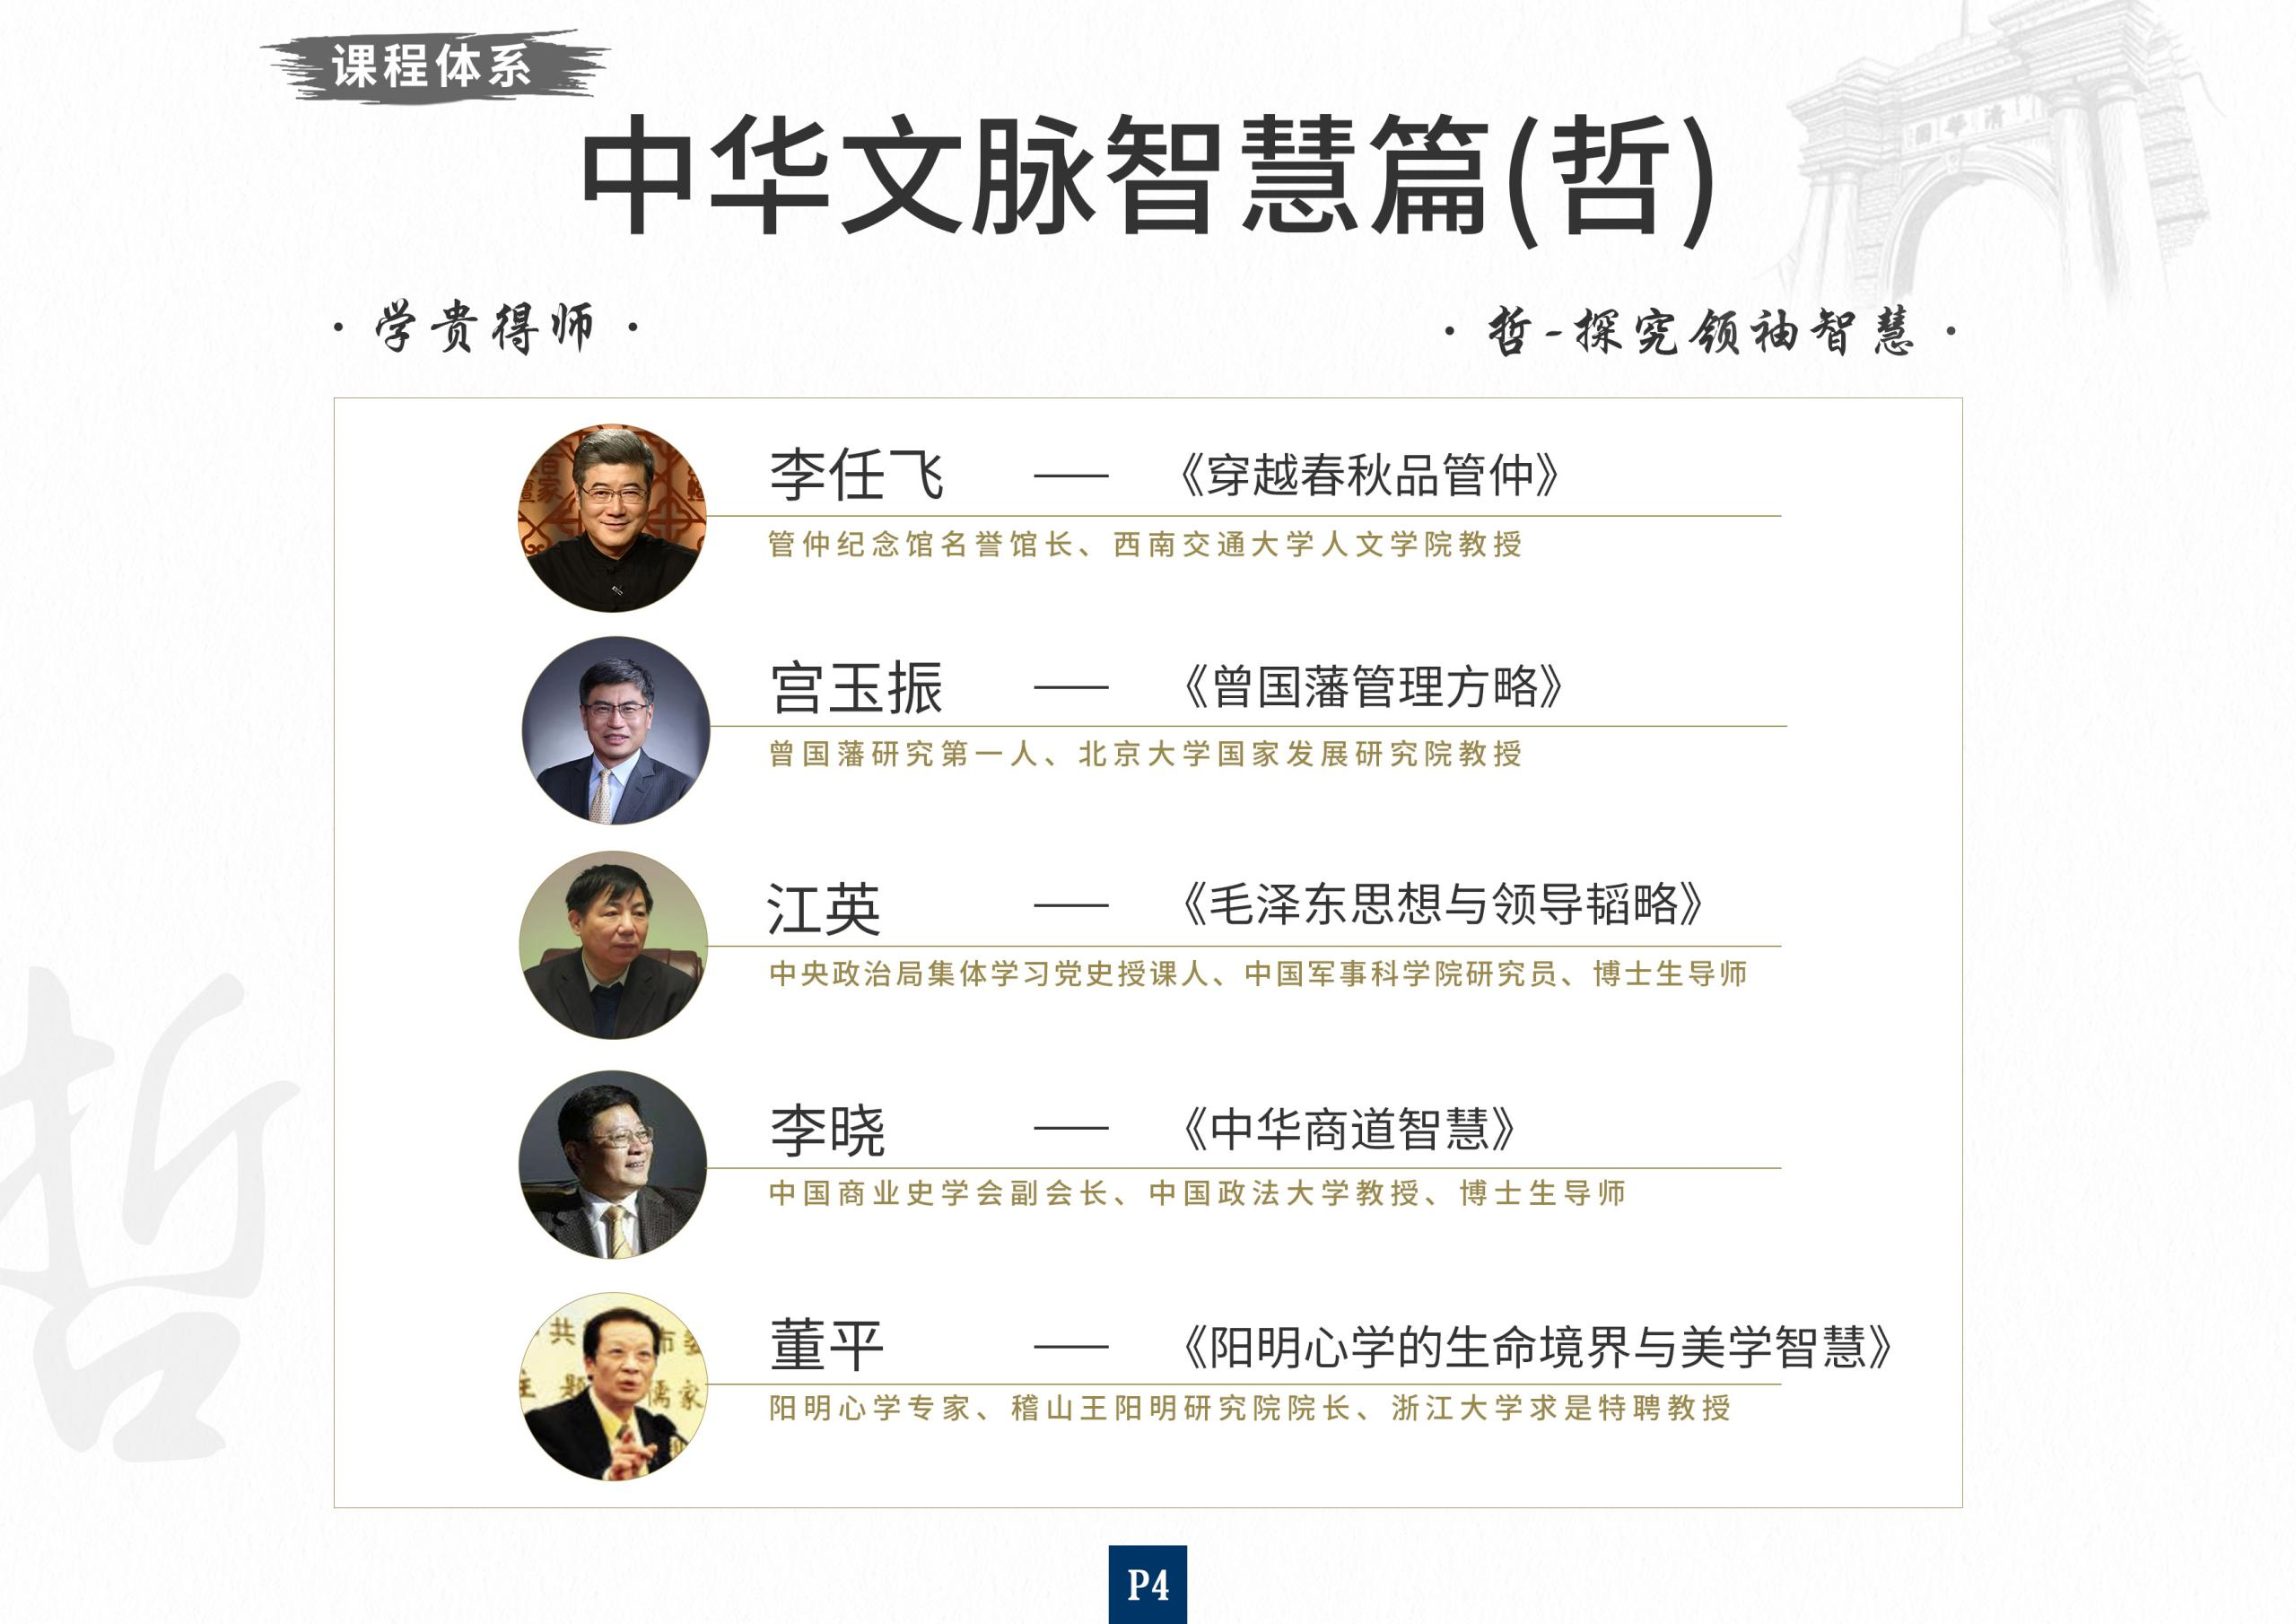 课程体系
中华文脉智慧篇(哲)
·学贵得师·
·哲-探究领袖智慧·
李任飞 —— 《穿越春秋品管仲》
管仲纪念馆名誉馆长、西南交通大学人文学院教授
宫玉振 —— 《曾国藩管理方略》
曾国藩研究第一人、北京大学国家发展研究院教授
江英 —— 《毛泽东思想与领导韬略》
中央政治局集体学习党史授课人、中国军事科学院研究员、博士生导师
李晓 —— 《中华商道智慧》
中国商业史学会副会长、中国政法大学教授、博士生导师
董平 —— 《阳明心学的生命境界与美学智慧》
阳明心学专家、稽山王阳明研究院院长、浙江大学求是特聘教授
哲
P4